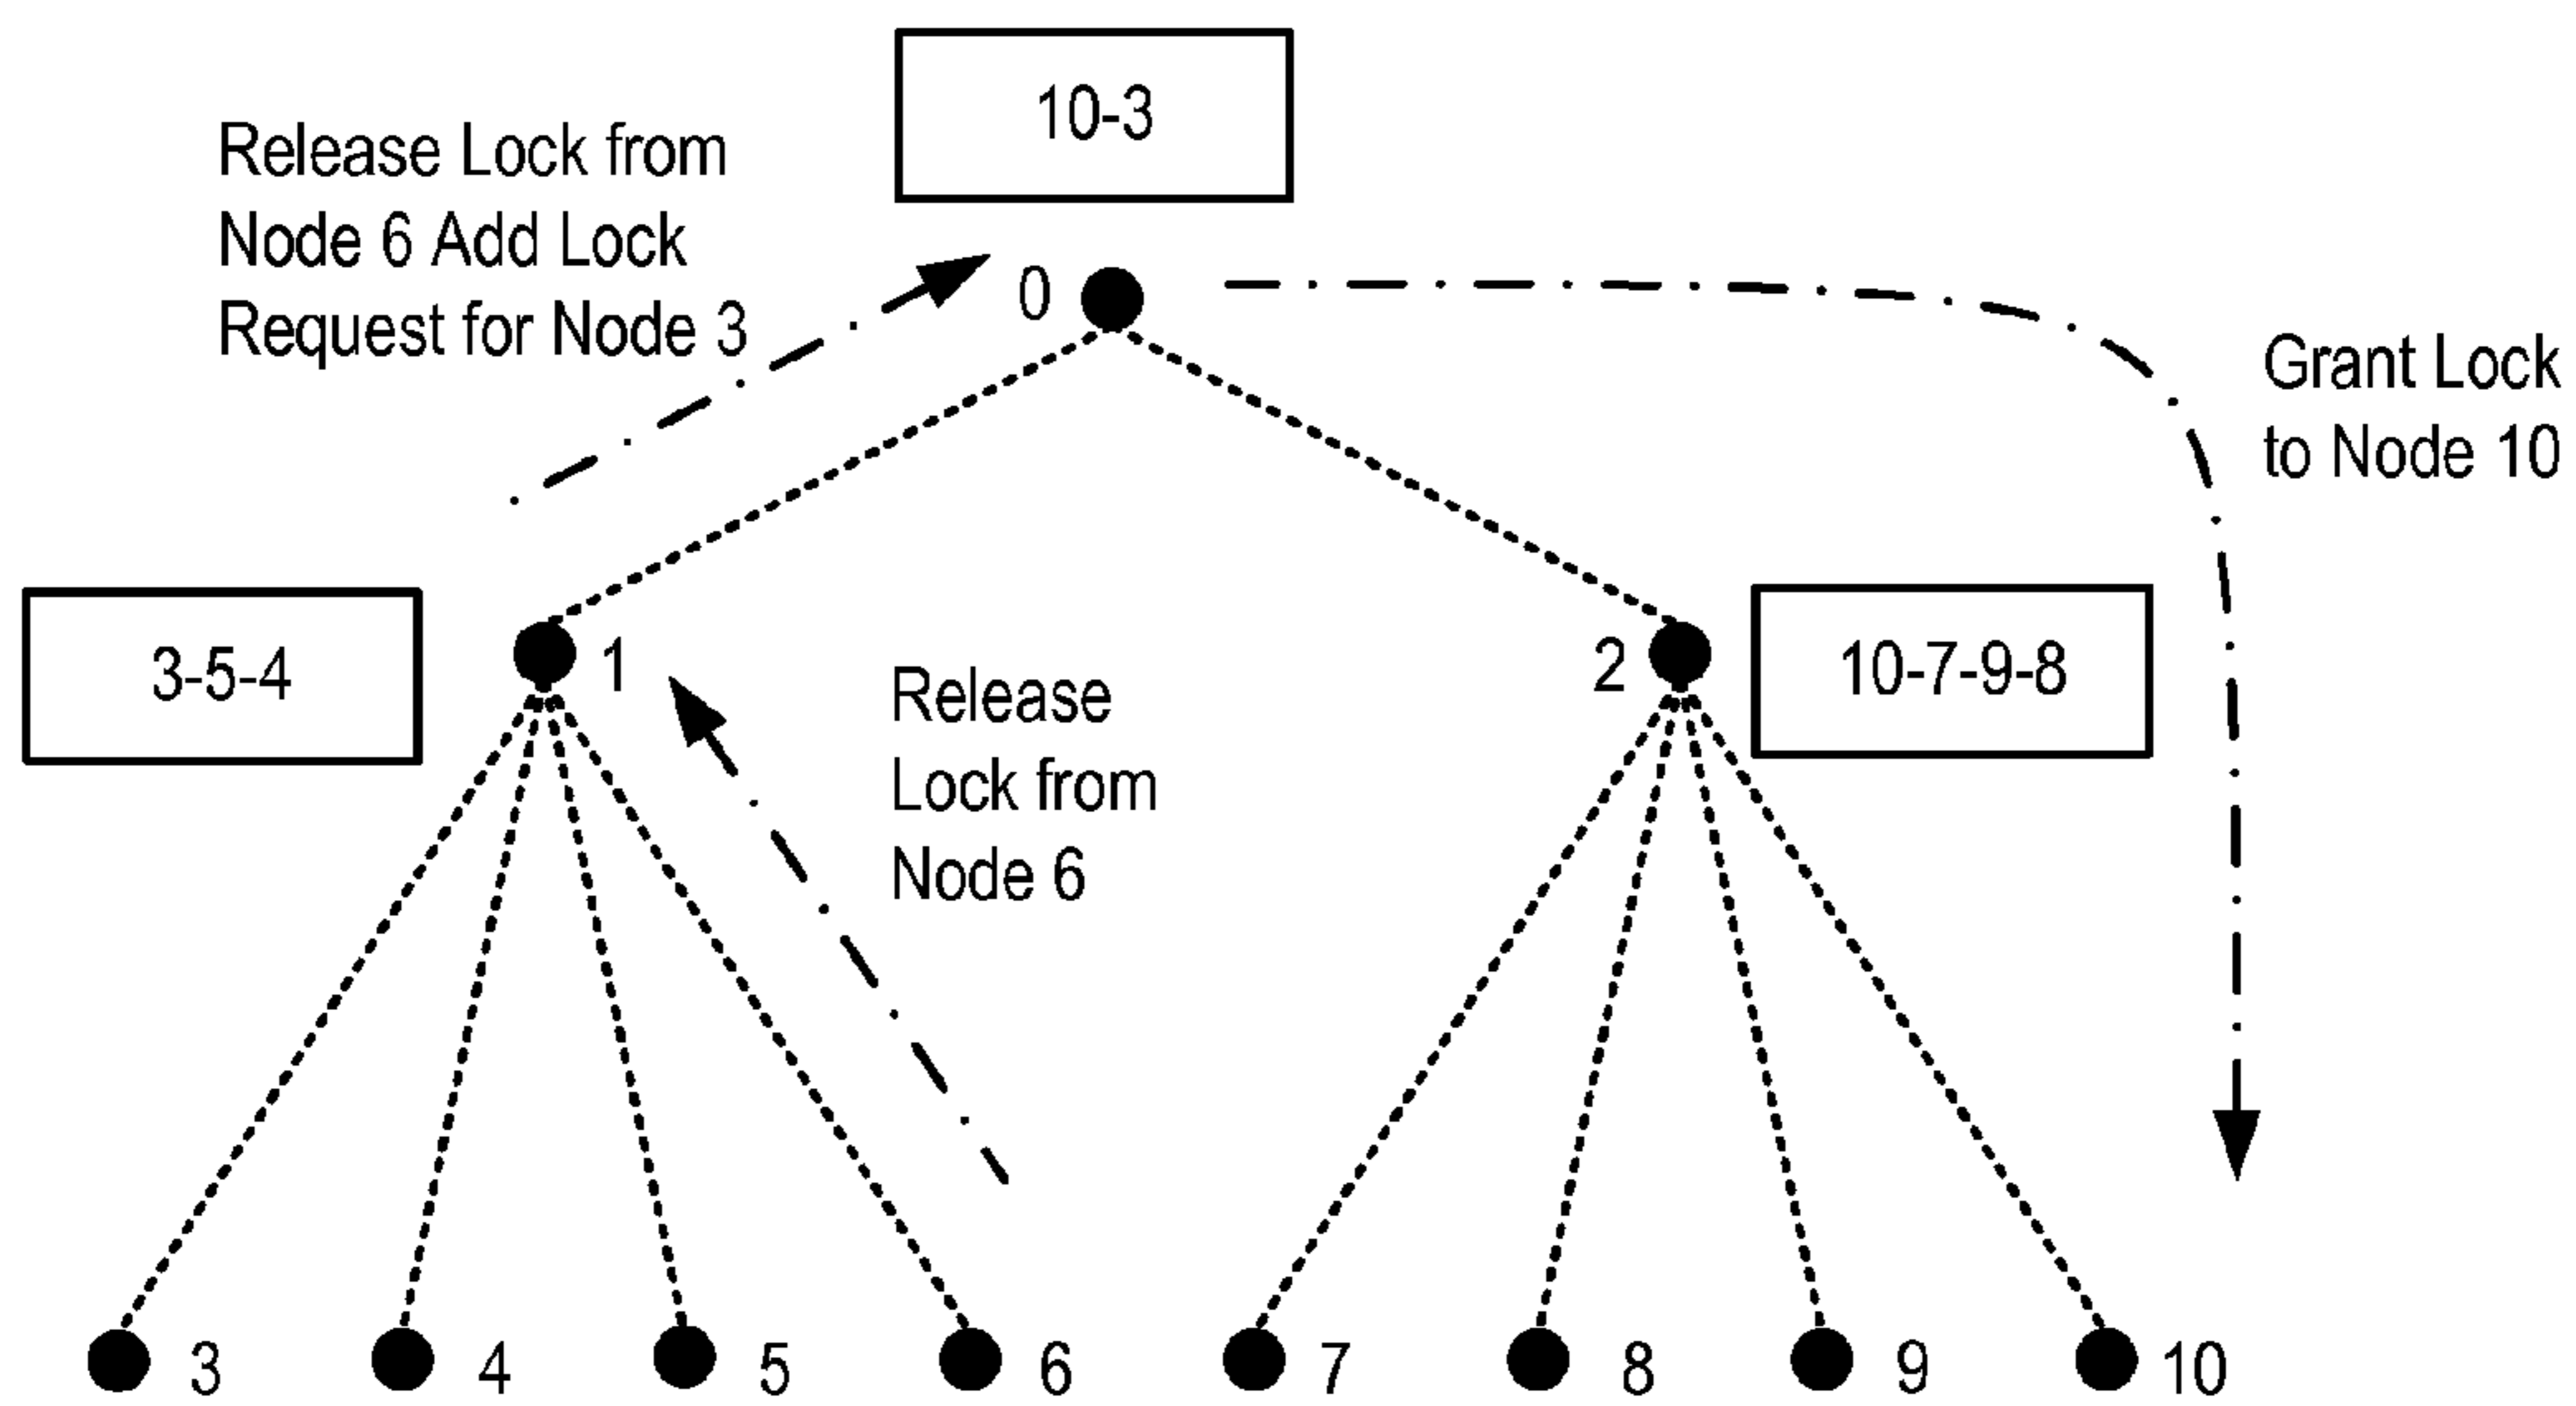 10-3
Release Lock from
Node 6 Add Lock
Request for Node 3
0
Grant Lock
to Node 10
3-5-4
1
Release
Lock from
Node 6
2
10-7-9-8
3
4
5
6
7
8
9
10